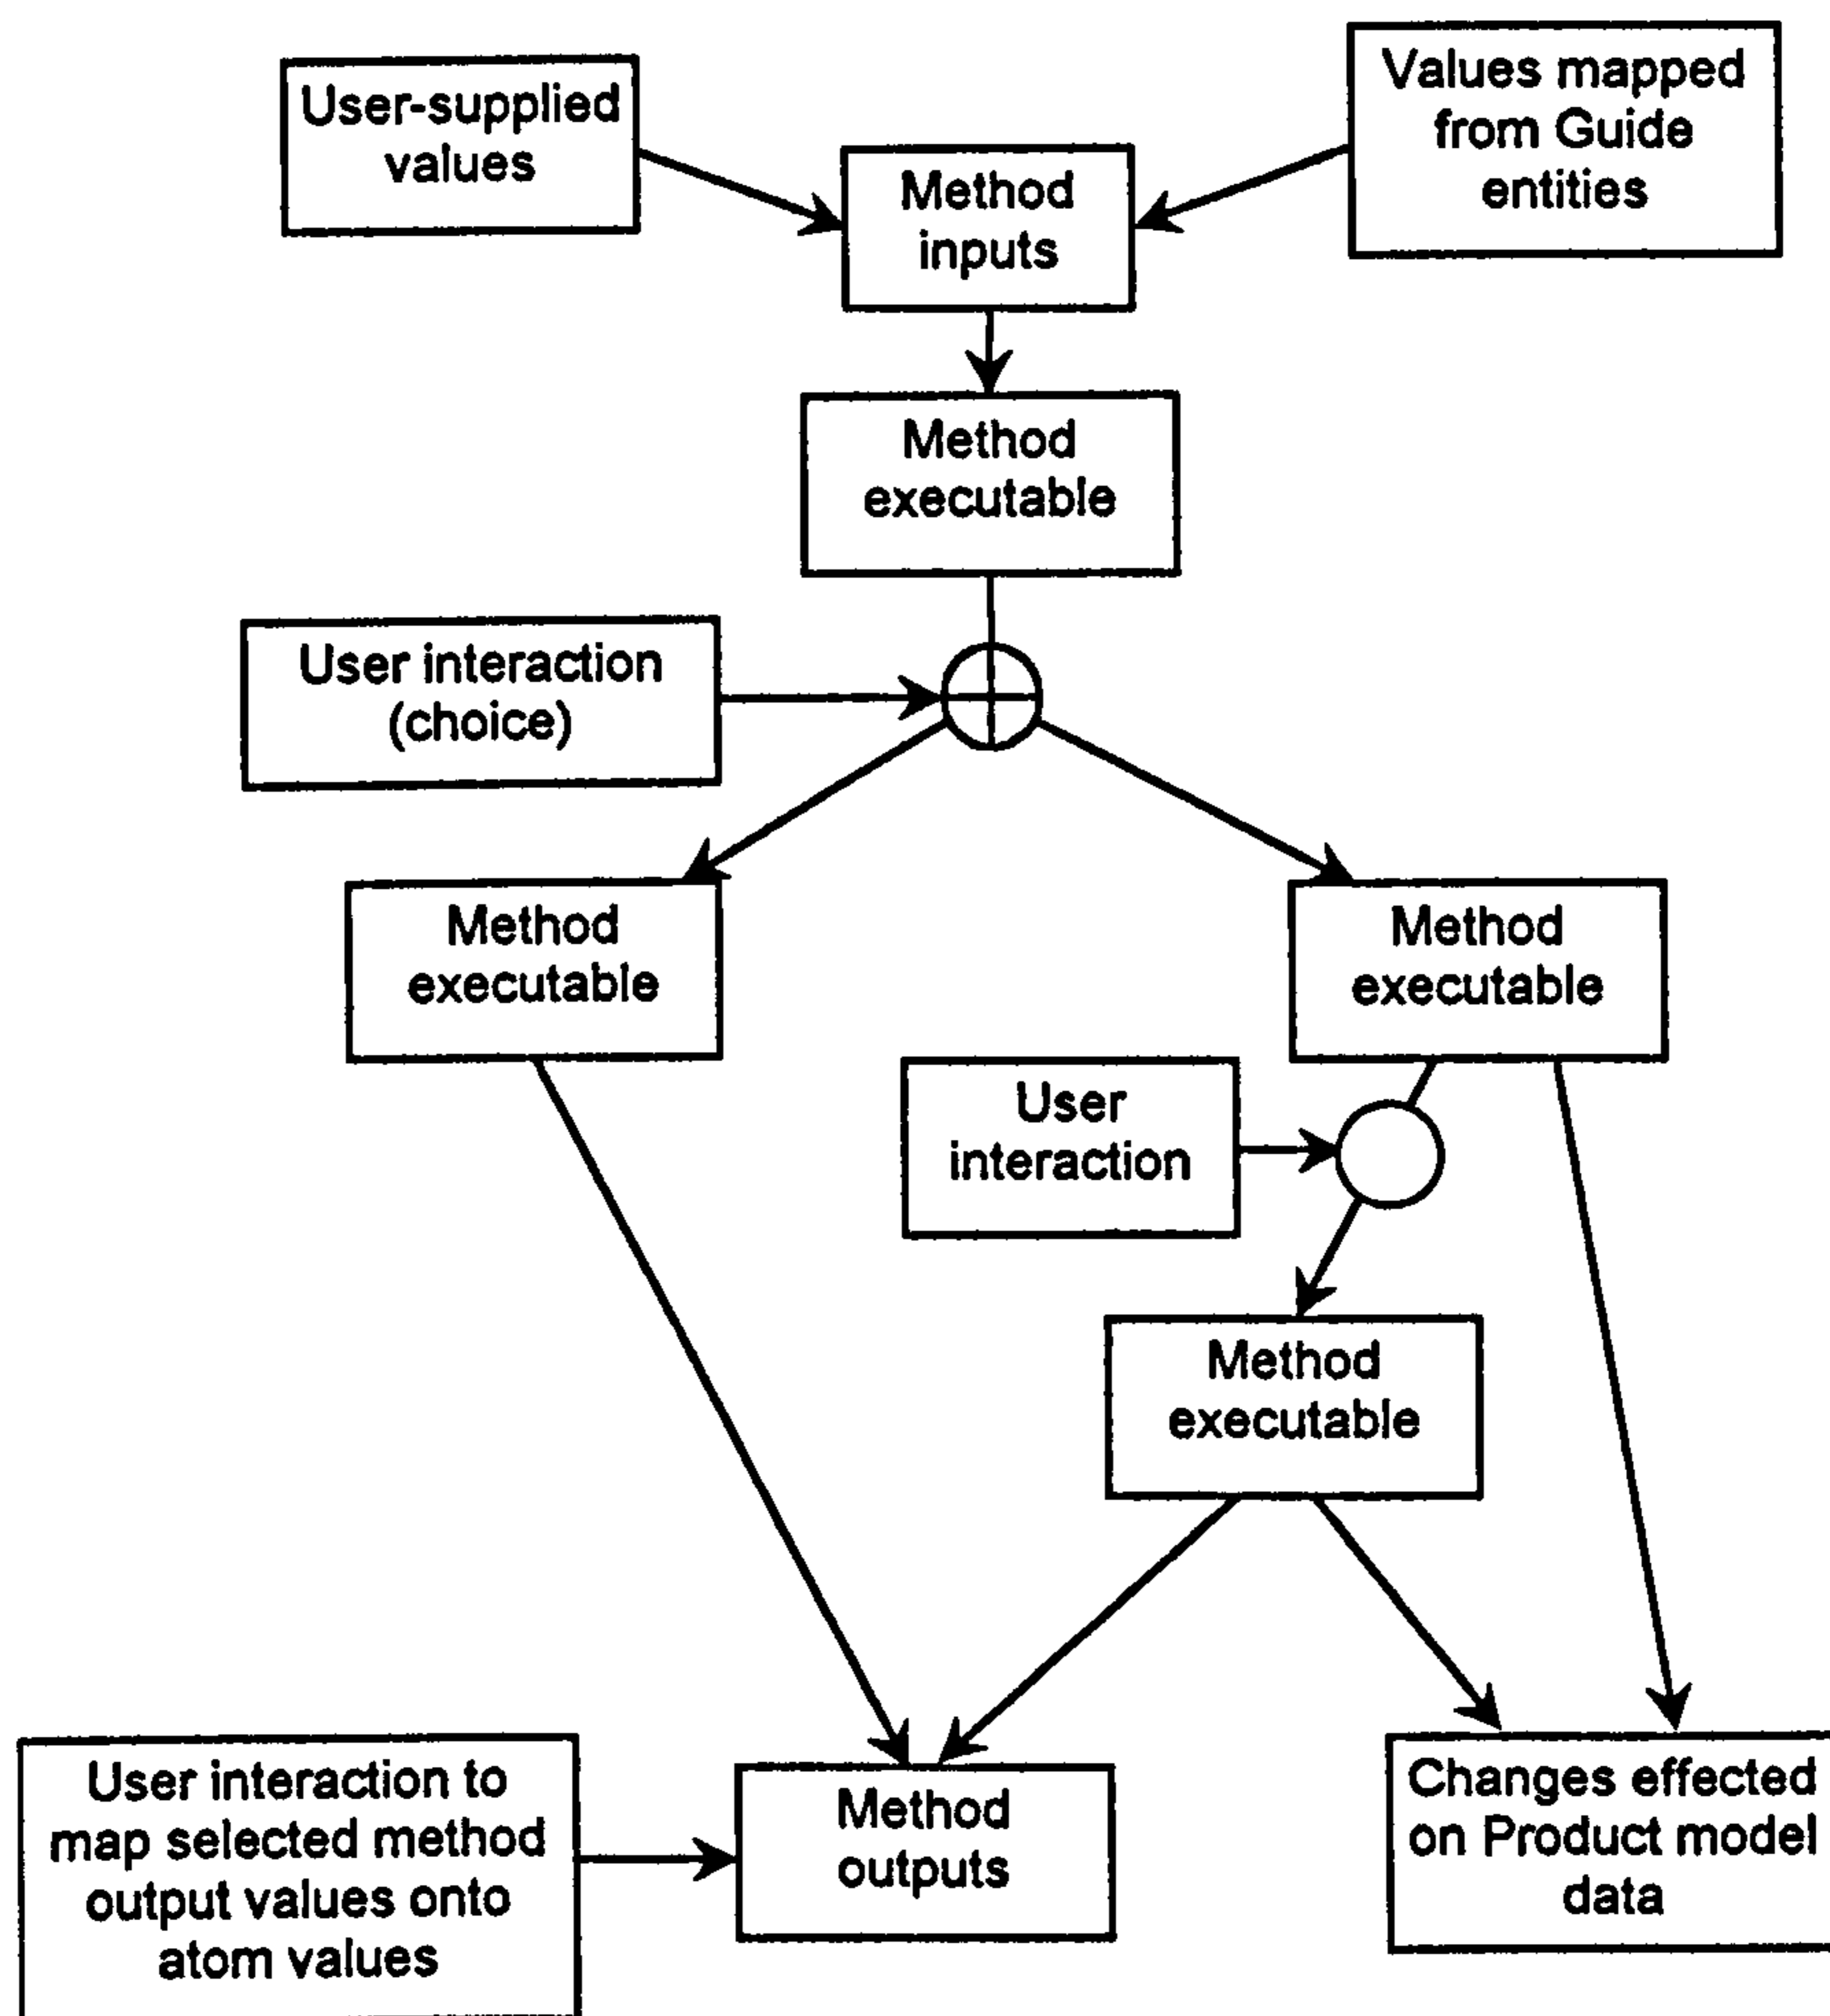 User-supplied
values
Values mapped
from Guide
entities
Method
inputs
Method
executable
User interaction
(choice)
Method
executable
Method
executable
User
interaction
Method
executable
User interaction to
map selected method
output values onto
atom values
Method
outputs
Changes effected
on Product model
data